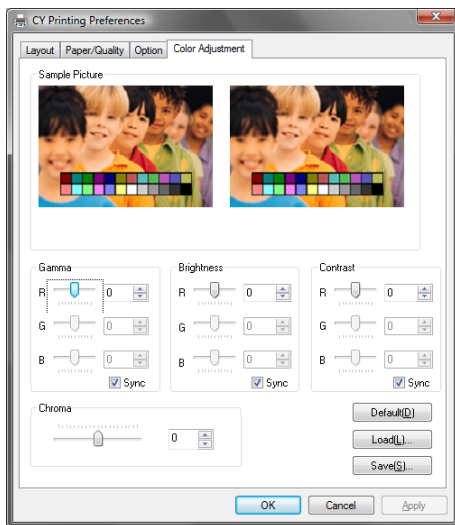 CY Printing Preferences
Layout Paper/Quality Option Color Adjustment
Sample Picture
Gamma Brightness Contrast
R 0 R 0 R 0
G 0 G 0 G 0
B 0 B 0 B 0
Sync Sync Sync
Chroma
0
Default(D)
Load(L)...
Save(S)...
OK Cancel Apply